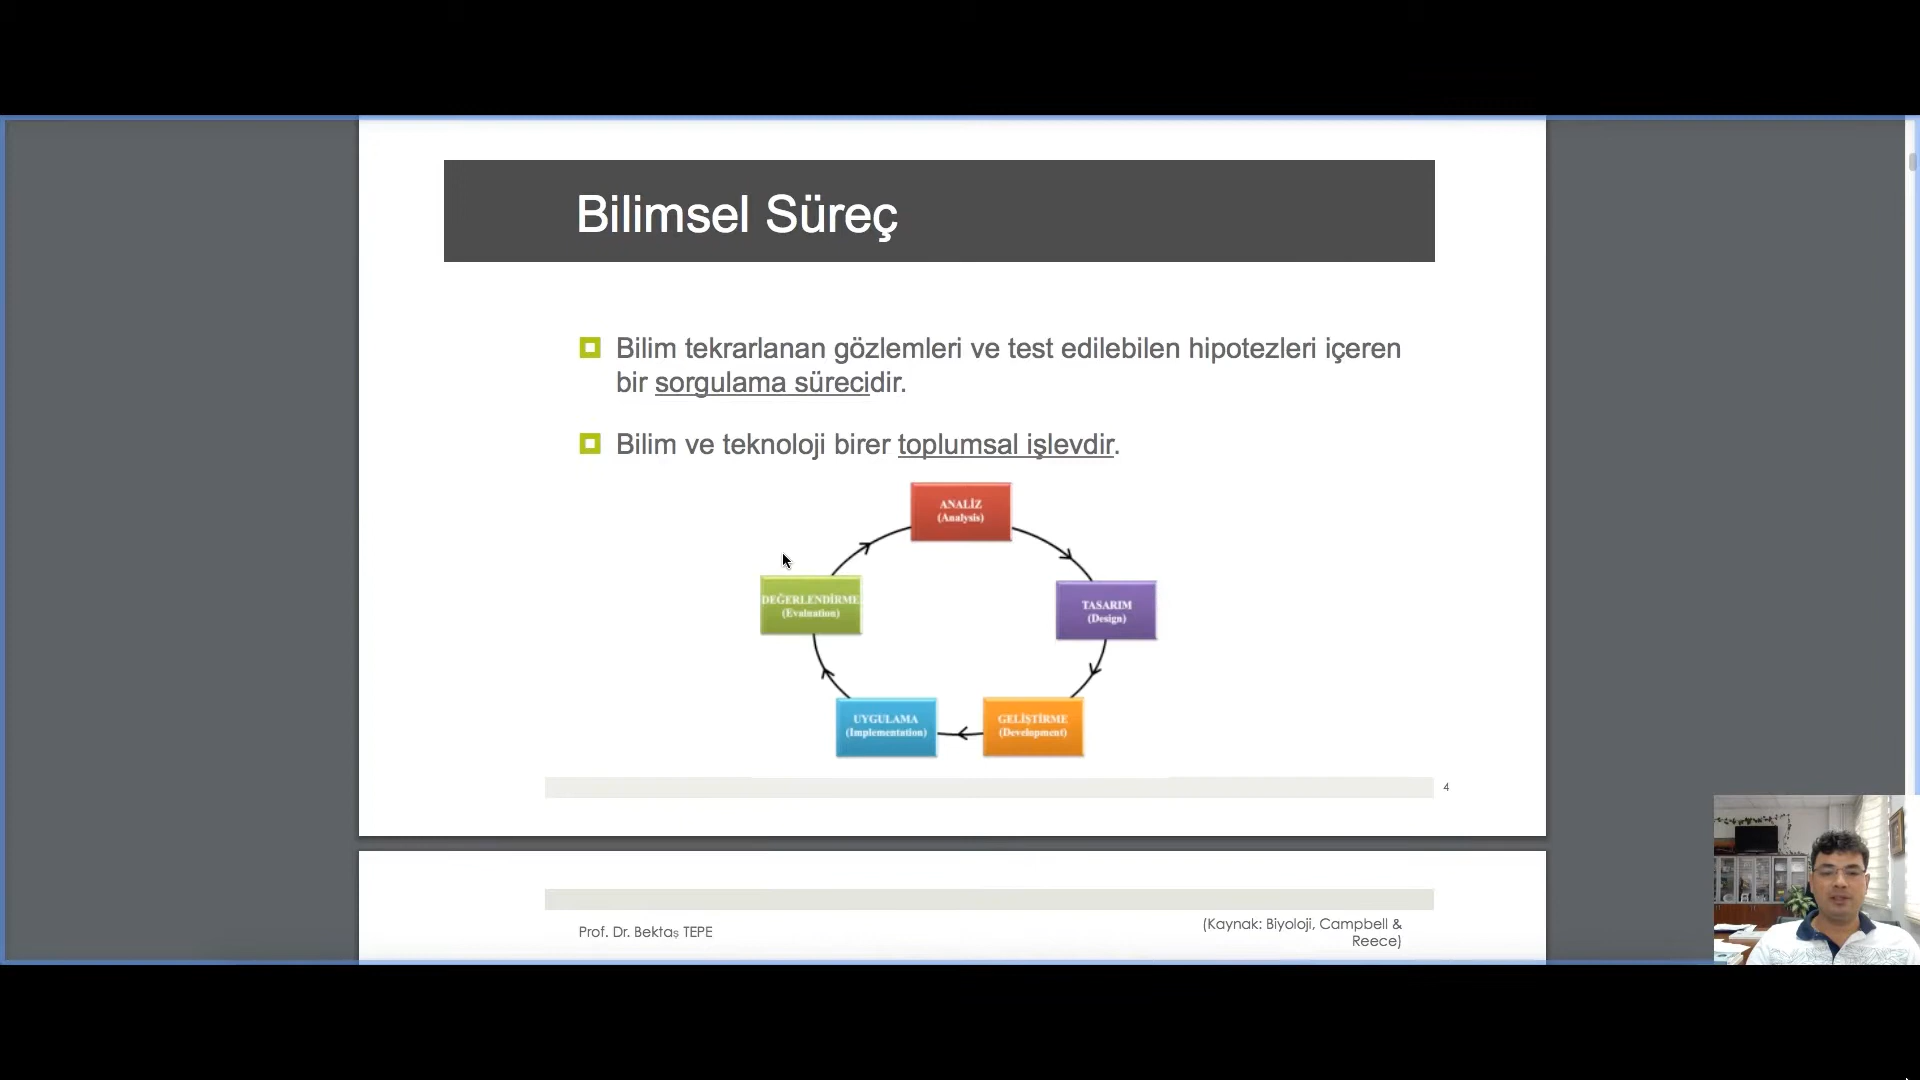 Bilimsel Süreç
Bilim tekrarlanan gözlemleri ve test edilebilen hipotezleri içeren
bir sorgulama sürecidir.
Bilim ve teknoloji birer toplumsal işlevdir.
ANALİZ
(Analysis)
DEĞERLENDİRME
(Evaluation)
TASARIM
(Design)
UYGULAMA
(Implementation)
GELİŞTİRME
(Development)
4
Prof. Dr. Bektaş TEPE
(Kaynak: Biyoloji, Campbell &
Reece)